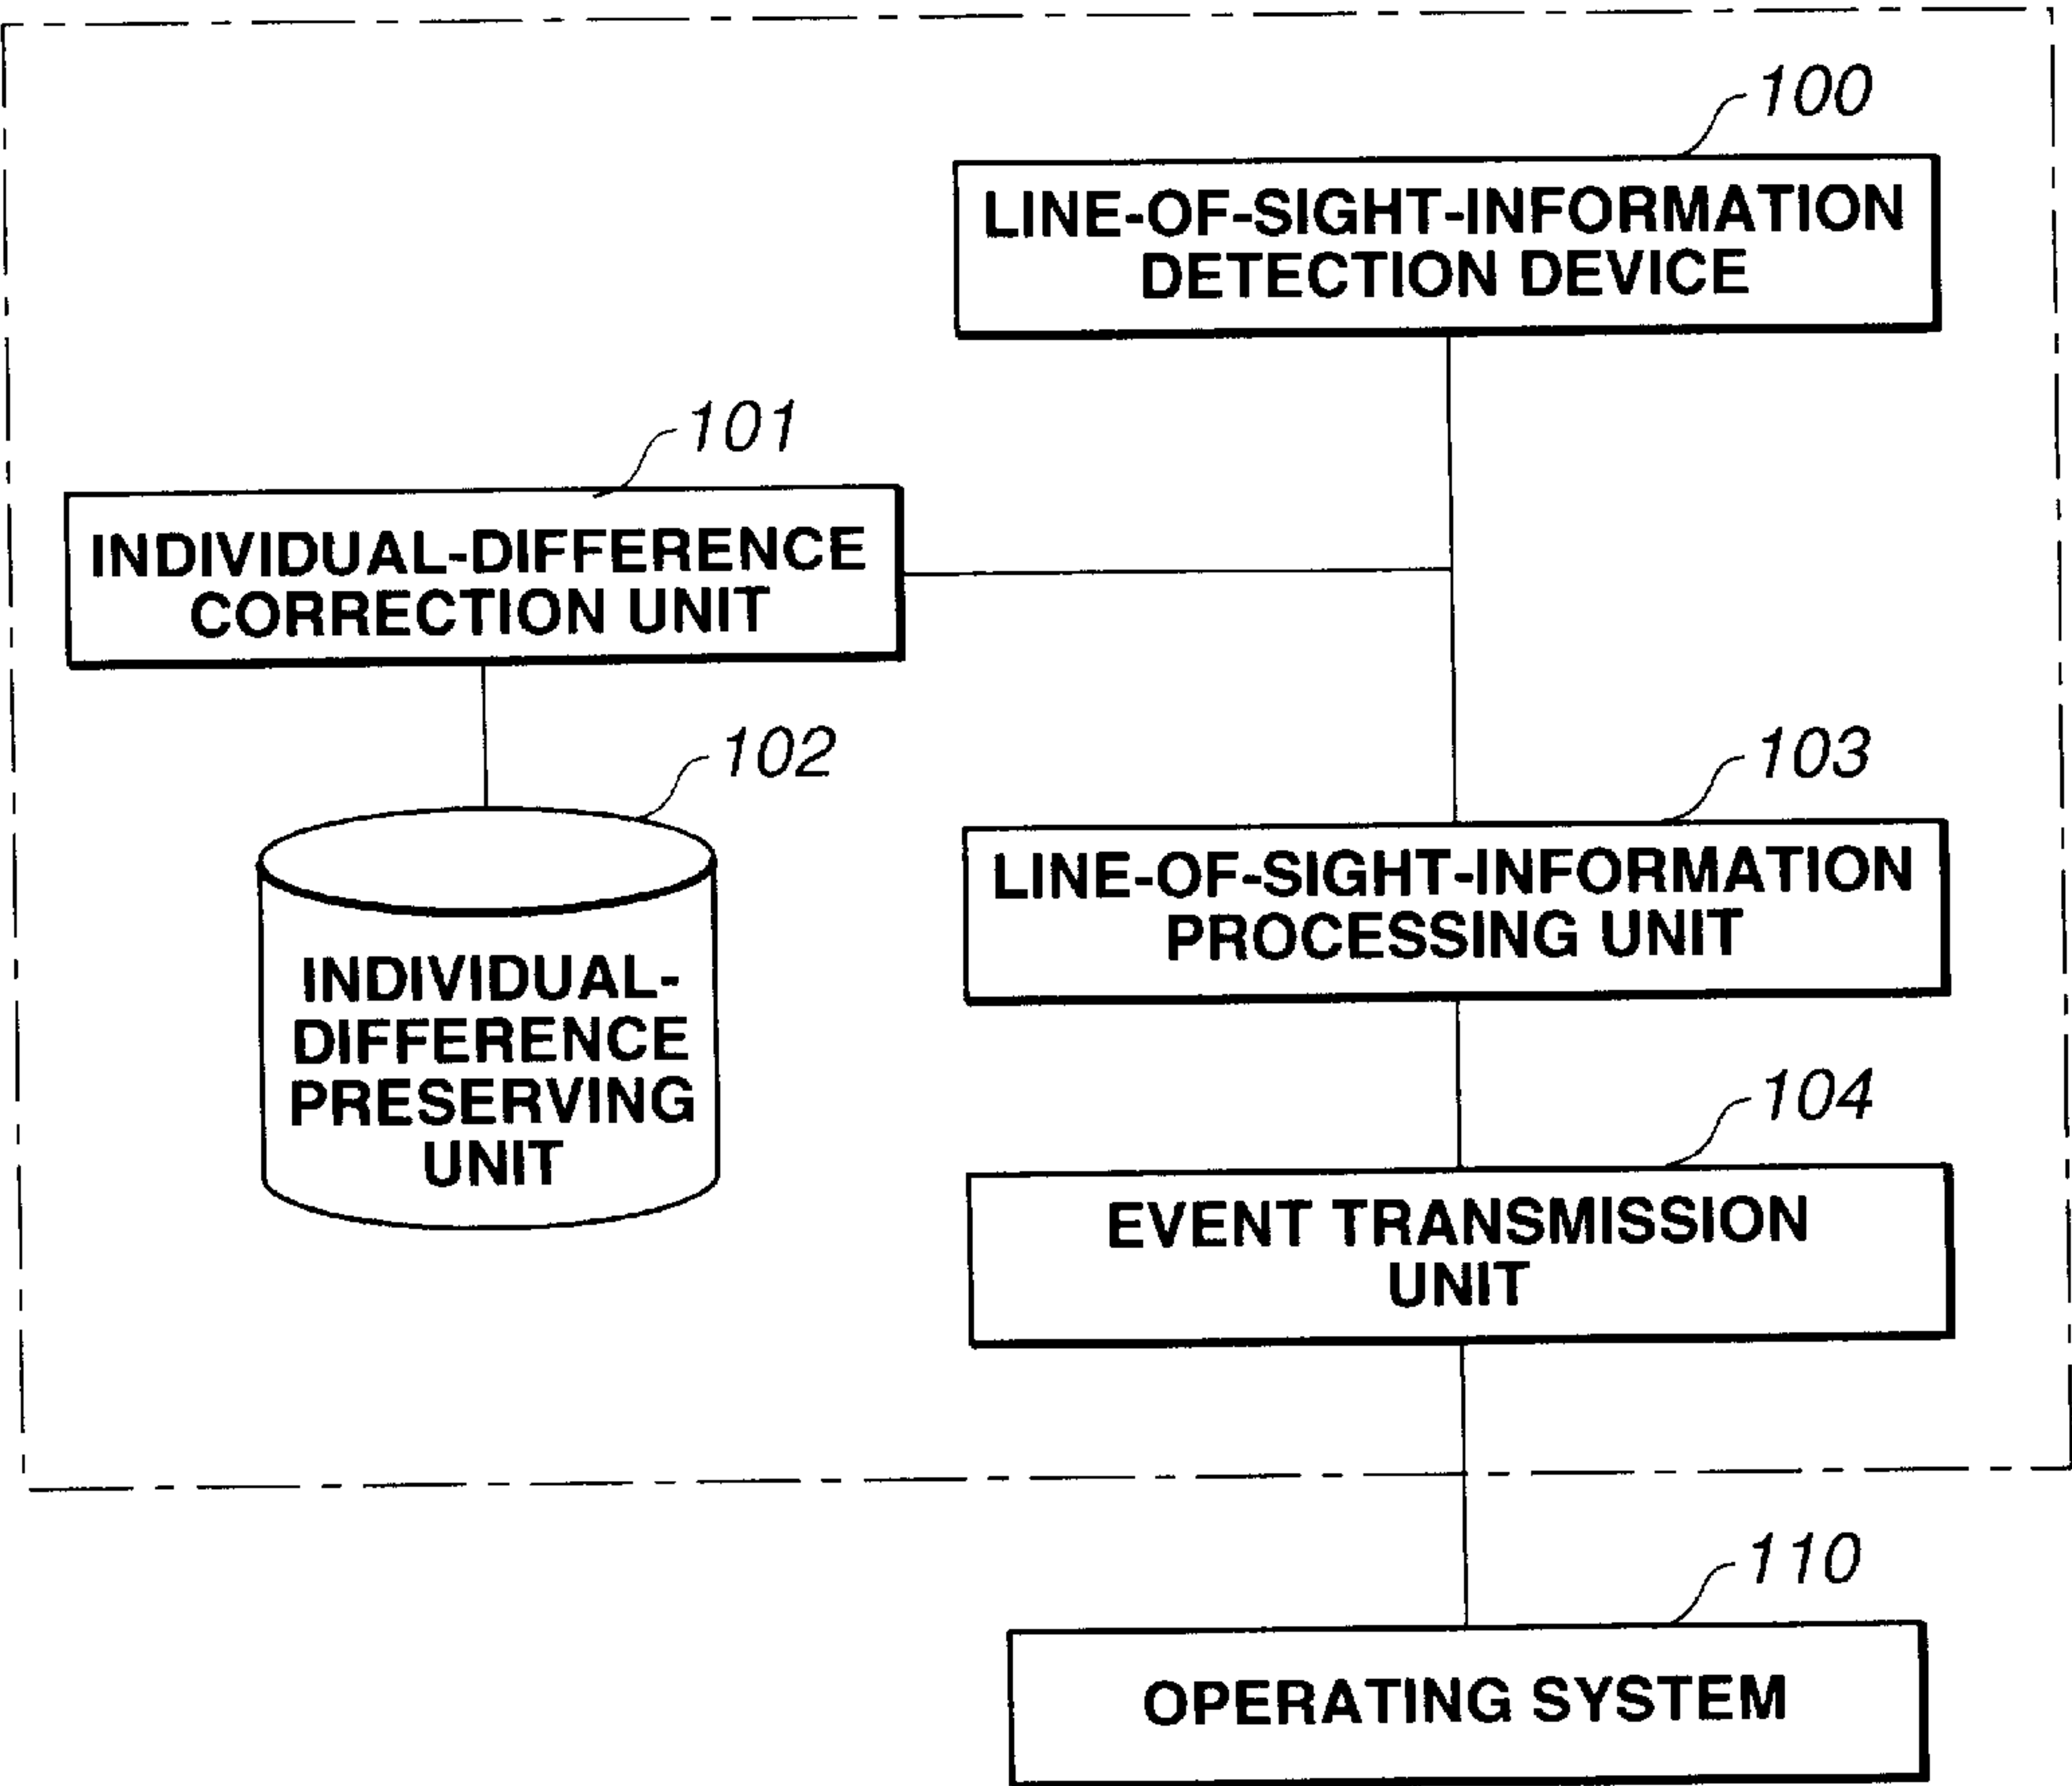 100
LINE-OF-SIGHT-INFORMATION
DETECTION DEVICE
101
INDIVIDUAL-DIFFERENCE
CORRECTION UNIT
102
INDIVIDUAL-
DIFFERENCE
PRESERVING
UNIT
103
LINE-OF-SIGHT-INFORMATION
PROCESSING UNIT
104
EVENT TRANSMISSION
UNIT
110
OPERATING SYSTEM